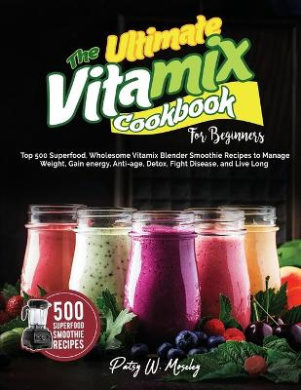 The Ultimate
Vitamix
Cookbook
For Beginners
Top 500 Superfood, Wholesome Vitamix Blender Smoothie Recipes to Manage
Weight, Gain energy, Anti-age, Detox, Fight Disease, and Live Long
500
SUPERFOOD
SMOOTHIE
RECIPES
Patsy W. Moseley